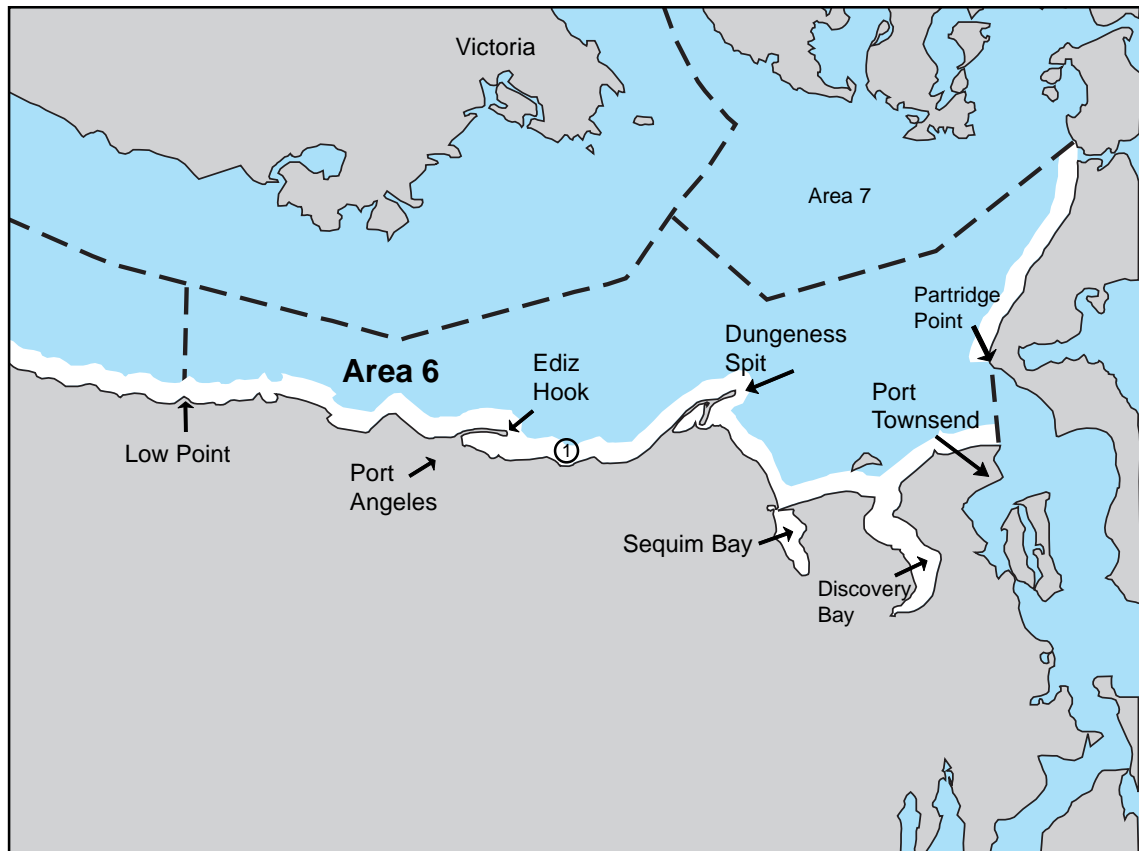 Victoria
Area 7
Partridge
Point
Dungeness
Spit
Ediz
Hook
Area 6
Port
Townsend
Low Point
1
Port
Angeles
Sequim Bay
Discovery
Bay